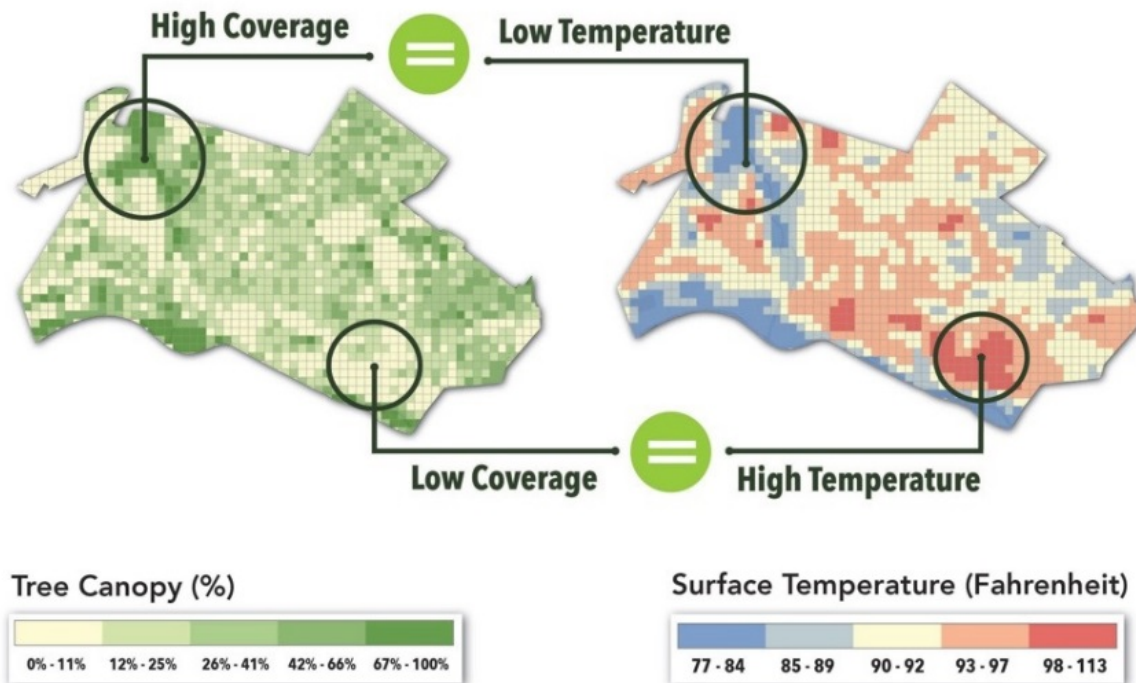 High Coverage
Low Temperature
Low Coverage
High Temperature
Tree Canopy (%)
0% - 11% 12% - 25% 26% - 41% 42% - 66% 67% - 100%
Surface Temperature (Fahrenheit)
77 - 84 85 - 89 90 - 92 93 - 97 98 - 113